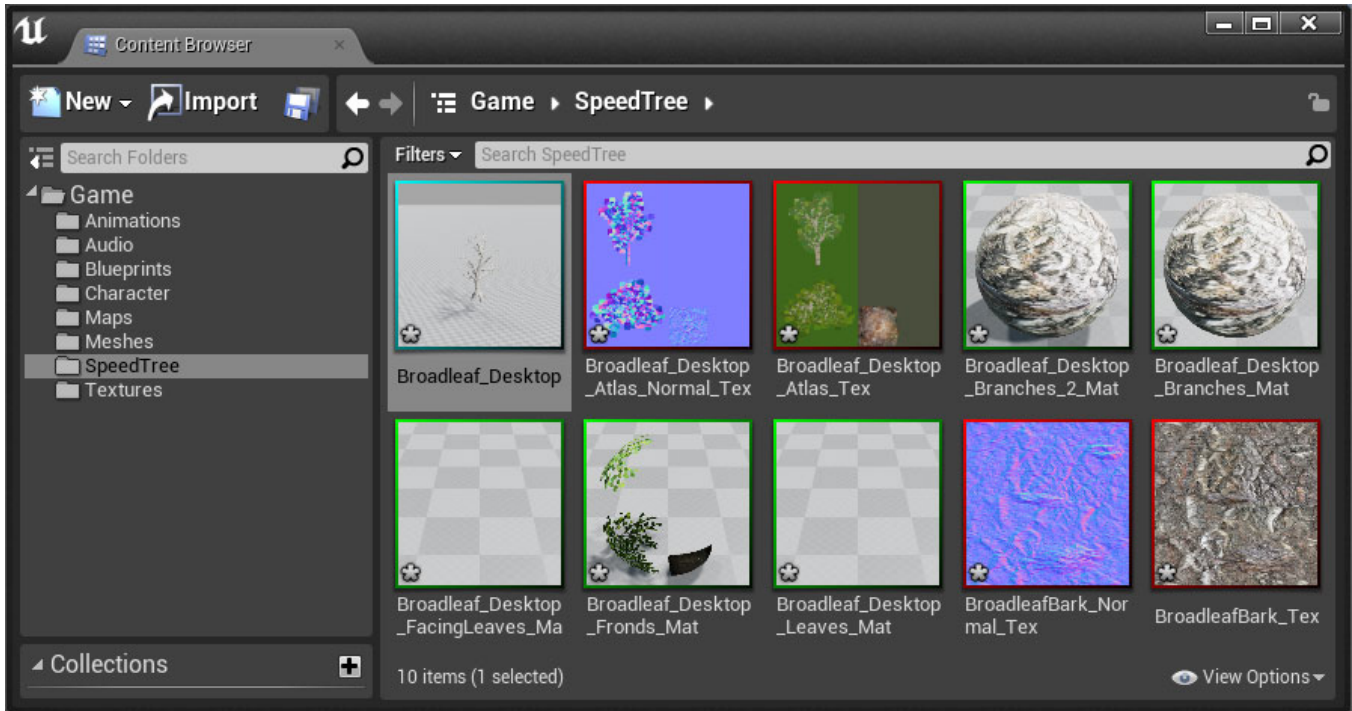 Content Browser
New Import Game SpeedTree
Search Folders
Game
Animations
Audio
Blueprints
Character
Maps
Meshes
SpeedTree
Textures
Collections
Filters Search SpeedTree
Broadleaf_Desktop
Broadleaf_Desktop
_Atlas_Normal_Tex
Broadleaf_Desktop
_Atlas_Tex
Broadleaf_Desktop
_Branches_2_Mat
Broadleaf_Desktop
_Branches_Mat
Broadleaf_Desktop
_FacingLeaves_Ma
Broadleaf_Desktop
_Fronds_Mat
Broadleaf_Desktop
_Leaves_Mat
BroadleafBark_Nor
mal_Tex
BroadleafBark_Tex
10 items (1 selected)
View Options